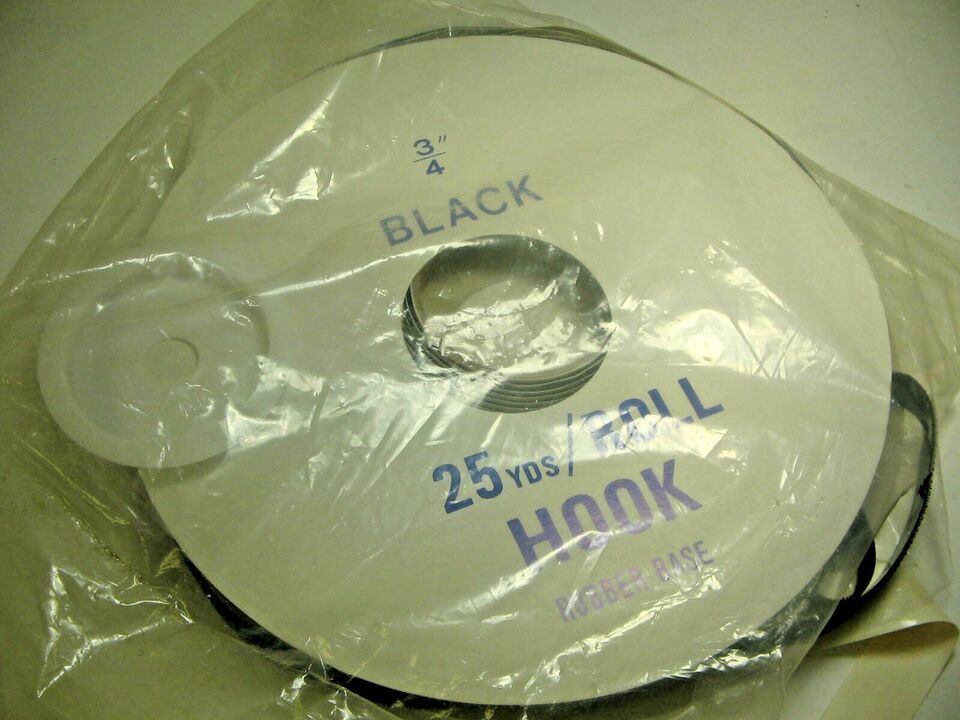 3/4"
BLACK
25 YDS/ROLL
HOOK
RUBBER BASE